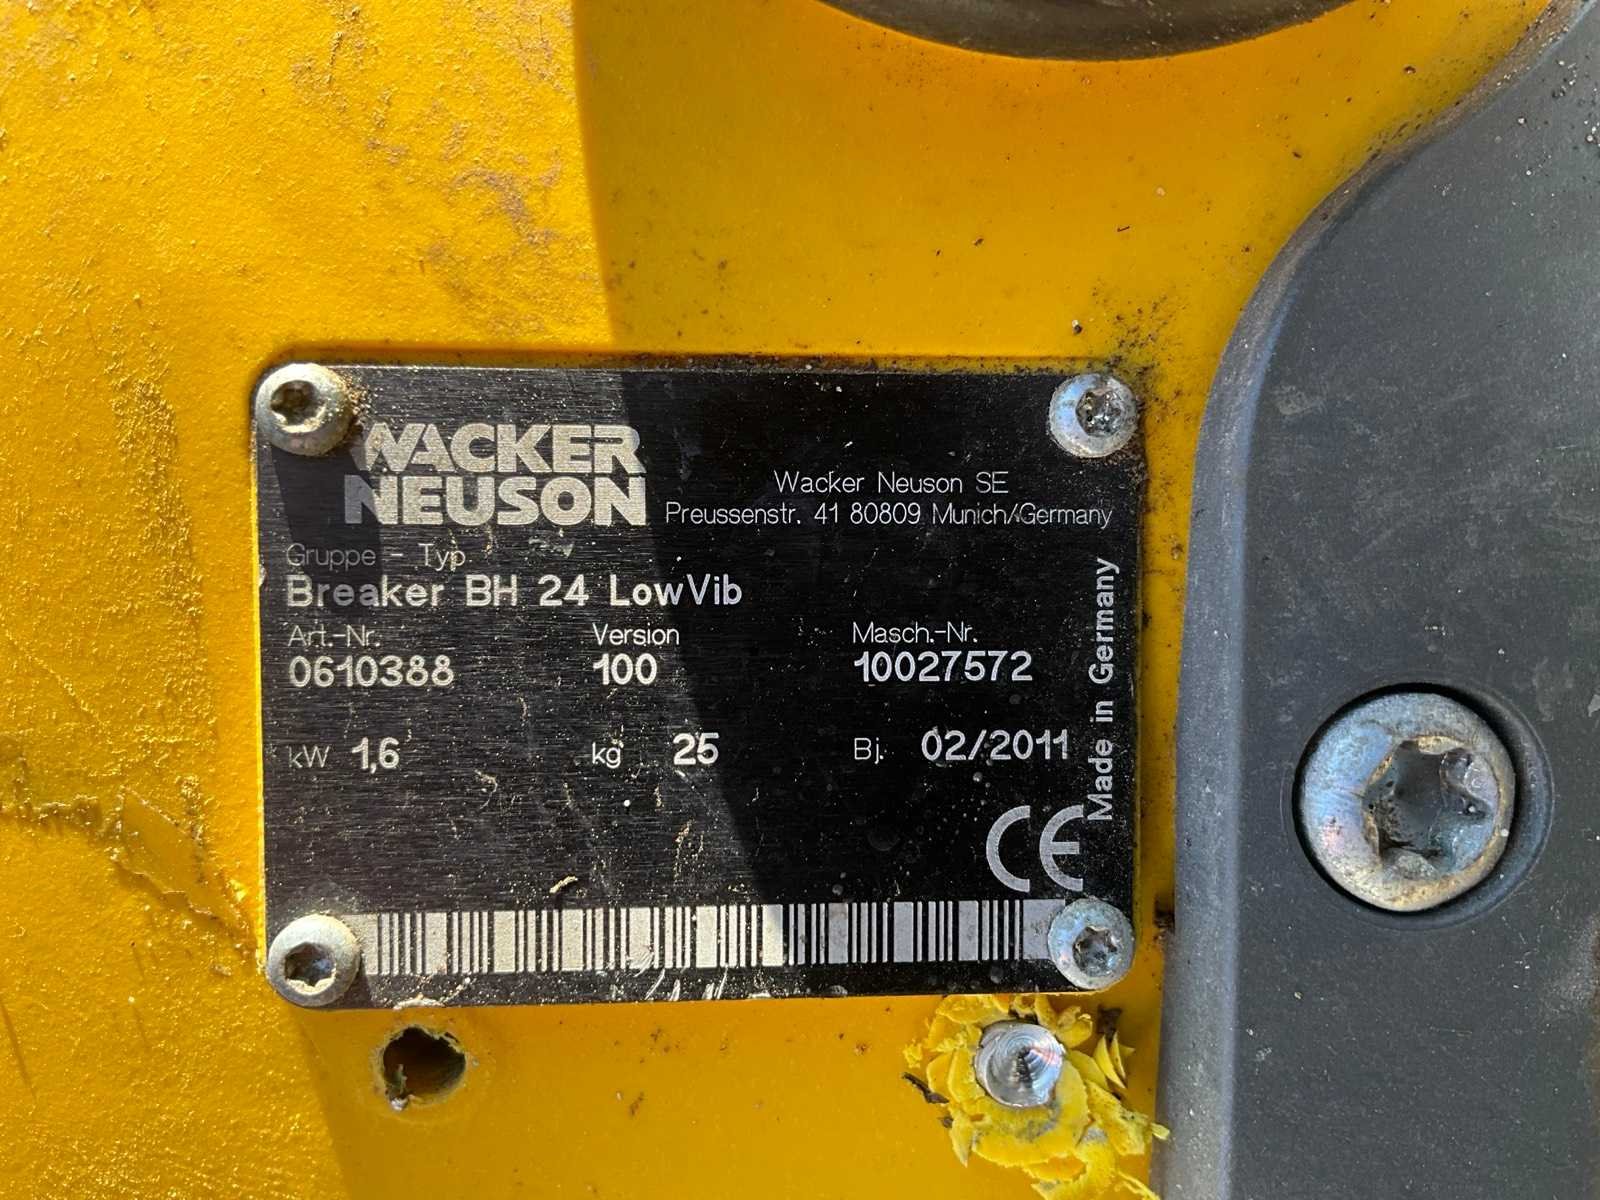 WACKER
NEUSON
Wacker Neuson SE
Preussenstr. 41 80809 Munich/Germany
Gruppe - Typ
Breaker BH 24 LowVib
Art.-Nr. Version Masch.-Nr.
0610388 100 10027572
kW 1,6 kg 25 Bj. 02/2011
Made in Germany
CE